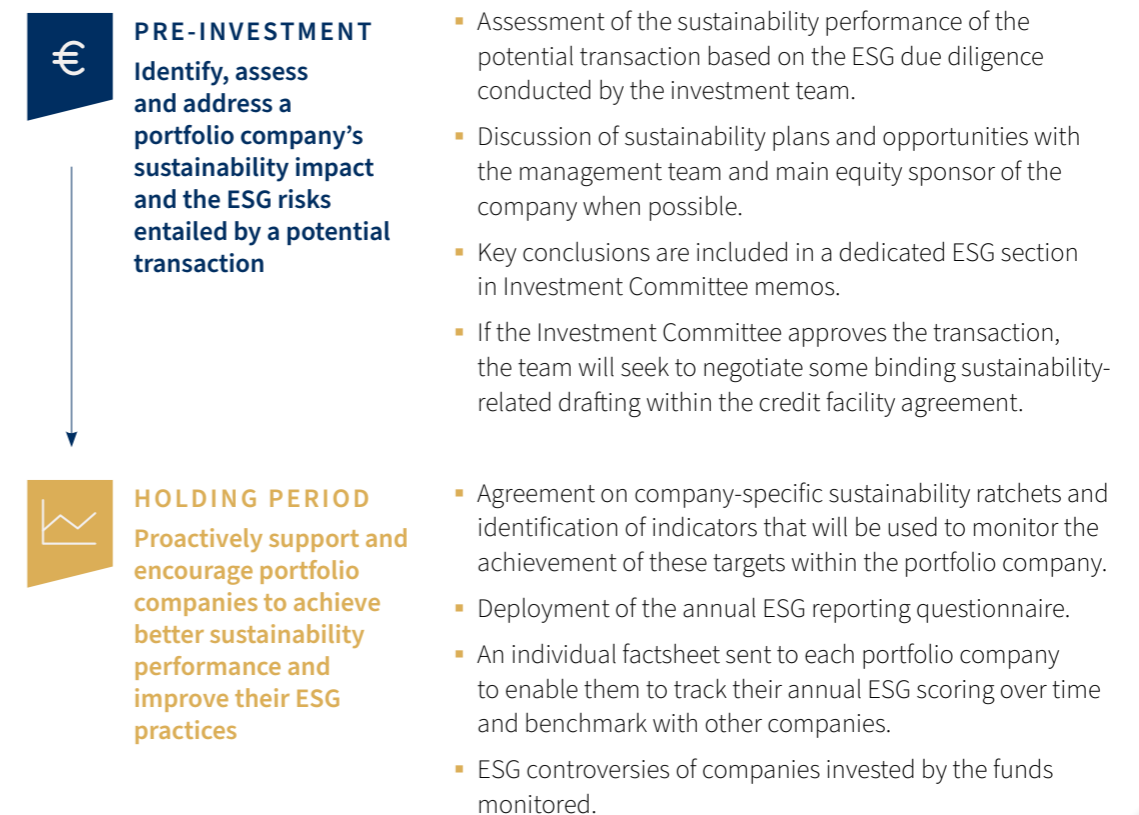 €
PRE-INVESTMENT
Identify, assess
and address a
portfolio company’s
sustainability impact
and the ESG risks
entailed by a potential
transaction
▪ Assessment of the sustainability performance of the
potential transaction based on the ESG due diligence
conducted by the investment team.
▪ Discussion of sustainability plans and opportunities with
the management team and main equity sponsor of the
company when possible.
▪ Key conclusions are included in a dedicated ESG section
in Investment Committee memos.
▪ If the Investment Committee approves the transaction,
the team will seek to negotiate some binding sustainability-
related drafting within the credit facility agreement.
HOLDING PERIOD
Proactively support and
encourage portfolio
companies to achieve
better sustainability
performance and
improve their ESG
practices
▪ Agreement on company-specific sustainability ratchets and
identification of indicators that will be used to monitor the
achievement of these targets within the portfolio company.
▪ Deployment of the annual ESG reporting questionnaire.
▪ An individual factsheet sent to each portfolio company
to enable them to track their annual ESG scoring over time
and benchmark with other companies.
▪ ESG controversies of companies invested by the funds
monitored.